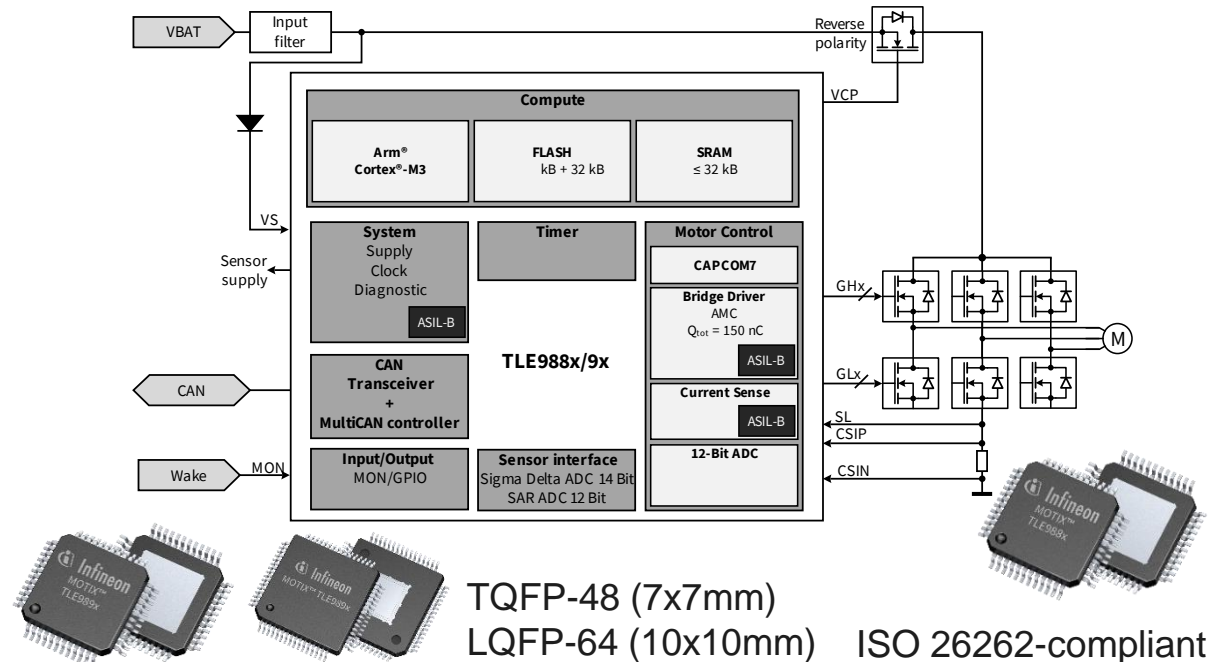 VBAT
Input
filter
Reverse
polarity
VCP
Compute
Arm®
Cortex®-M3
FLASH
kB + 32 kB
SRAM
≤ 32 kB
VS
Sensor
supply
System
Supply
Clock
Diagnostic
ASIL-B
Timer
Motor Control
CAPCOM7
Bridge Driver
AMC
Qtot = 150 nC
ASIL-B
GHx
M
TLE988x/9x
CAN
CAN
Transceiver
+
MultiCAN controller
Current Sense
ASIL-B
GLx
SL
CSIP
12-Bit ADC
CSIN
Wake
MON
Input/Output
MON/GPIO
Sensor interface
Sigma Delta ADC 14 Bit
SAR ADC 12 Bit
Infineon
MOTIX™
TLE989x
Infineon
MOTIX™ TLE989x
Infineon
MOTIX™
TLE988x
TQFP-48 (7x7mm)
LQFP-64 (10x10mm)
ISO 26262-compliant